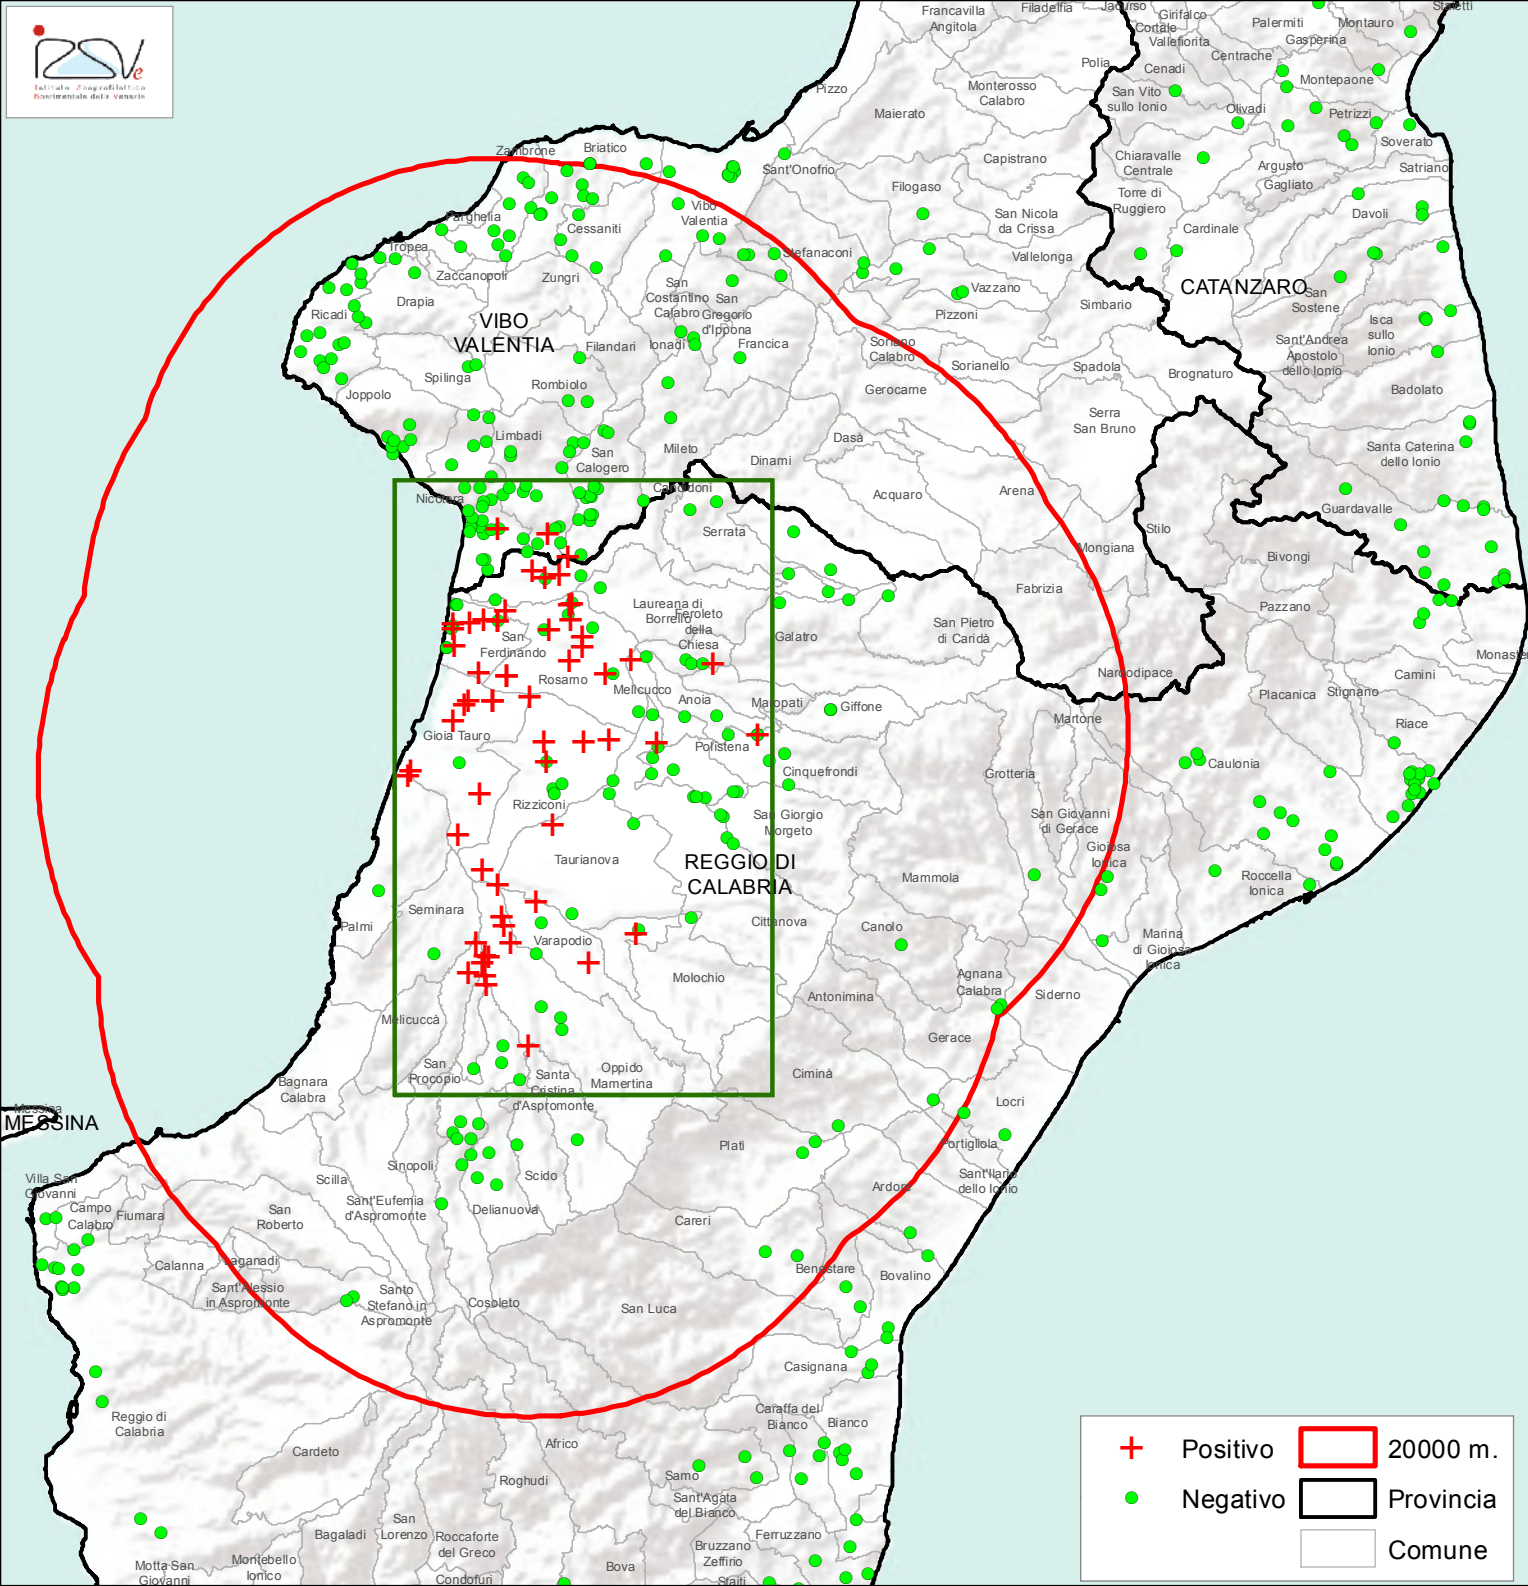 IZSVe
Istituto Zooprofilattico
Sperimentale delle Venezie
Francavilla
Angitola
Filadelfia
Jacurso
Girifalco
Cortale
Vallefiorita
Palermiti
Montauro
Gasperina
Stalettì
Centrache
Polia
Cenadi
Montepaone
Pizzo
Monterosso
Calabro
San Vito
sullo Ionio
Olivadi
Petrizzi
Maierato
Soverato
Zambrone
Briatico
Sant'Onofrio
Capistrano
Chiaravalle
Centrale
Argusto
Gagliato
Satriano
Filogaso
Torre di
Ruggiero
Parghelia
Vibo
Valentia
San Nicola
da Crissa
Davoli
Cessaniti
Cardinale
Tropea
Stefanaconi
Vallelonga
Zaccanopoli
Zungri
San
Costantino
Calabro
San
Gregorio
d'Ippona
Vazzano
CATANZARO
San
Sostene
Drapia
Simbario
Ricadi
VIBO
VALENTIA
Pizzoni
Isca
sullo
Ionio
Filandari
Ionadi
Francica
Soriano
Calabro
Sant'Andrea
Apostolo
dello Ionio
Sorianello
Spadola
Brognaturo
Spilinga
Rombiolo
Gerocarne
Badolato
Joppolo
Serra
San Bruno
Limbadi
Dasà
Mileto
Santa Caterina
dello Ionio
San
Calogero
Dinami
Nicotera
Candidoni
Acquaro
Arena
Guardavalle
Serrata
Stilo
Mongiana
Bivongi
Fabrizia
Laureana di
Borrello
Feroleto
della
Chiesa
Pazzano
San Pietro
di Caridà
Galatro
San
Ferdinando
Monaste
Nardodipace
Camini
Rosarno
Melicucco
Anoia
Maropati
Giffone
Placanica
Stignano
Martone
Riace
Gioia Tauro
Polistena
Cinquefrondi
Grotteria
Caulonia
Rizziconi
San Giorgio
Morgeto
San Giovanni
di Gerace
Gioiosa
Ionica
Taurianova
REGGIO DI
CALABRIA
Mammola
Roccella
Ionica
Seminara
Palmi
Cittanova
Canolo
Varapodio
Marina
di Gioiosa
Ionica
Molochio
Agnana
Calabra
Siderno
Antonimina
Melicuccà
Gerace
San
Procopio
Oppido
Mamertina
Santa
Cristina
d'Aspromonte
Ciminà
Bagnara
Calabra
Locri
Messina
MESSINA
Platì
Portigliola
Sinopoli
Scido
Sant'Ilario
dello Ionio
Villa San
Giovanni
Scilla
Ardore
Campo
Calabro
Fiumara
San
Roberto
Sant'Eufemia
d'Aspromonte
Delianuova
Careri
Laganadi
Calanna
Benestare
Bovalino
Sant'Alessio
in Aspromonte
Santo
Stefano in
Aspromonte
Cosoleto
San Luca
Casignana
Reggio di
Calabria
Caraffa del
Bianco
Bianco
Cardeto
Africo
Samo
Roghudi
Sant'Agata
del Bianco
San
Lorenzo
Bagaladi
Roccaforte
del Greco
Ferruzzano
Bruzzano
Zeffirio
Motta San
Giovanni
Montebello
Ionico
Bova
Condofuri
Staiti
Positivo
20000 m.
Negativo
Provincia
Comune